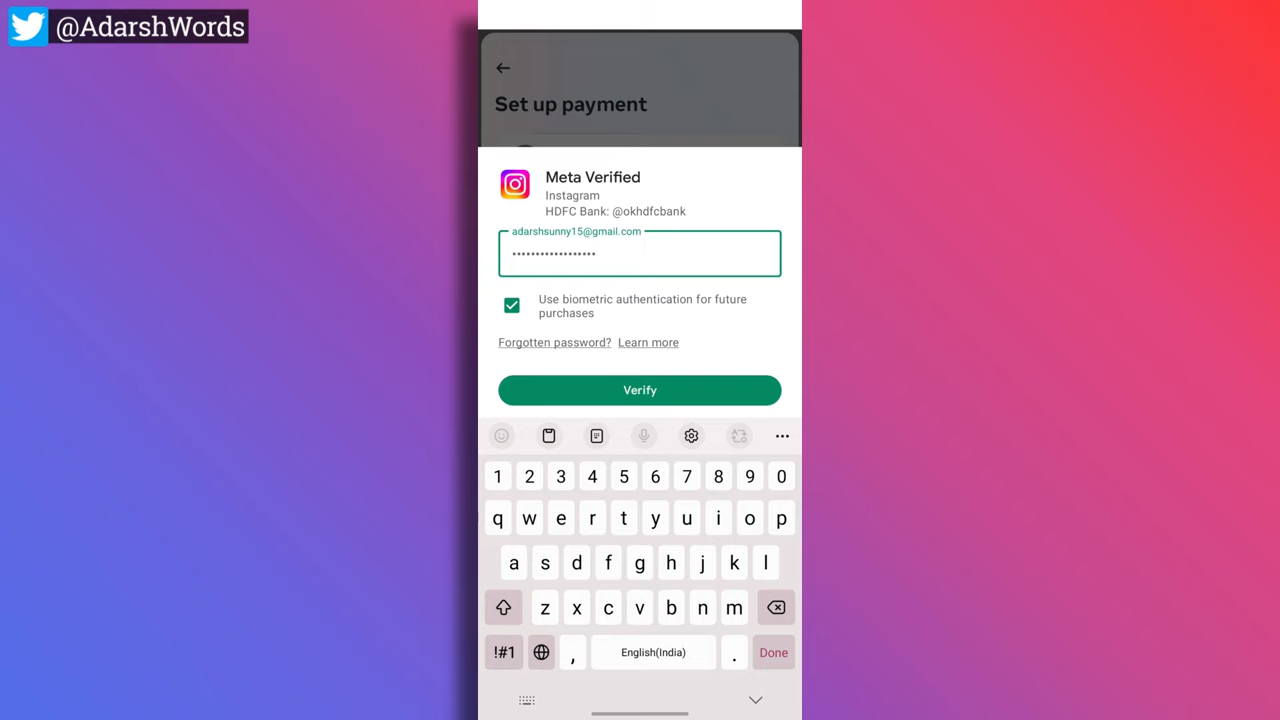 @AdarshWords
Set up payment
Meta Verified
Instagram
HDFC Bank: @okhdfcbank
adarshsunny15@gmail.com
••••••••••••••••••
Use biometric authentication for future
purchases
Forgotten password? Learn more
Verify
1 2 3 4 5 6 7 8 9 0
q w e r t y u i o p
a s d f g h j k l
z x c v b n m
!#1 , English(India) . Done